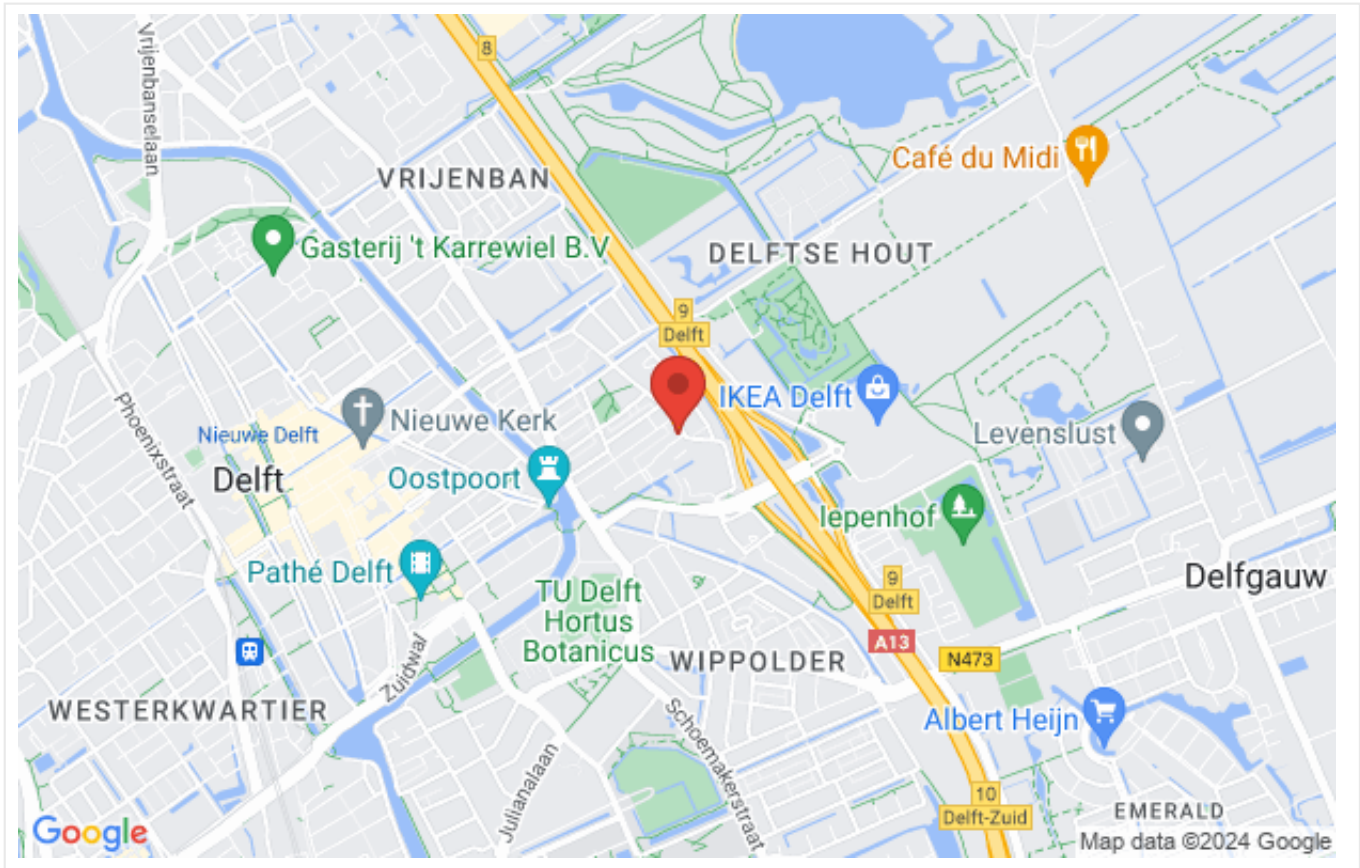 8
Vrijenbanselaan
VRIJENBAN
Café du Midi
Gasterij 't Karrewiel B.V
DELFTSE HOUT
9
Delft
IKEA Delft
Phoenixstraat
Nieuwe Delft
Nieuwe Kerk
Levenslust
Delft
Oostpoort
Iepenhof
Pathé Delft
TU Delft
Hortus
Botanicus
9
Delft
Delfgauw
A13
N473
WIPPOLDER
Zuidwal
WESTERKWARTIER
Schoemakerstraat
Albert Heijn
Julianalaan
10
Delft-Zuid
EMERALD
Google
Map data ©2024 Google